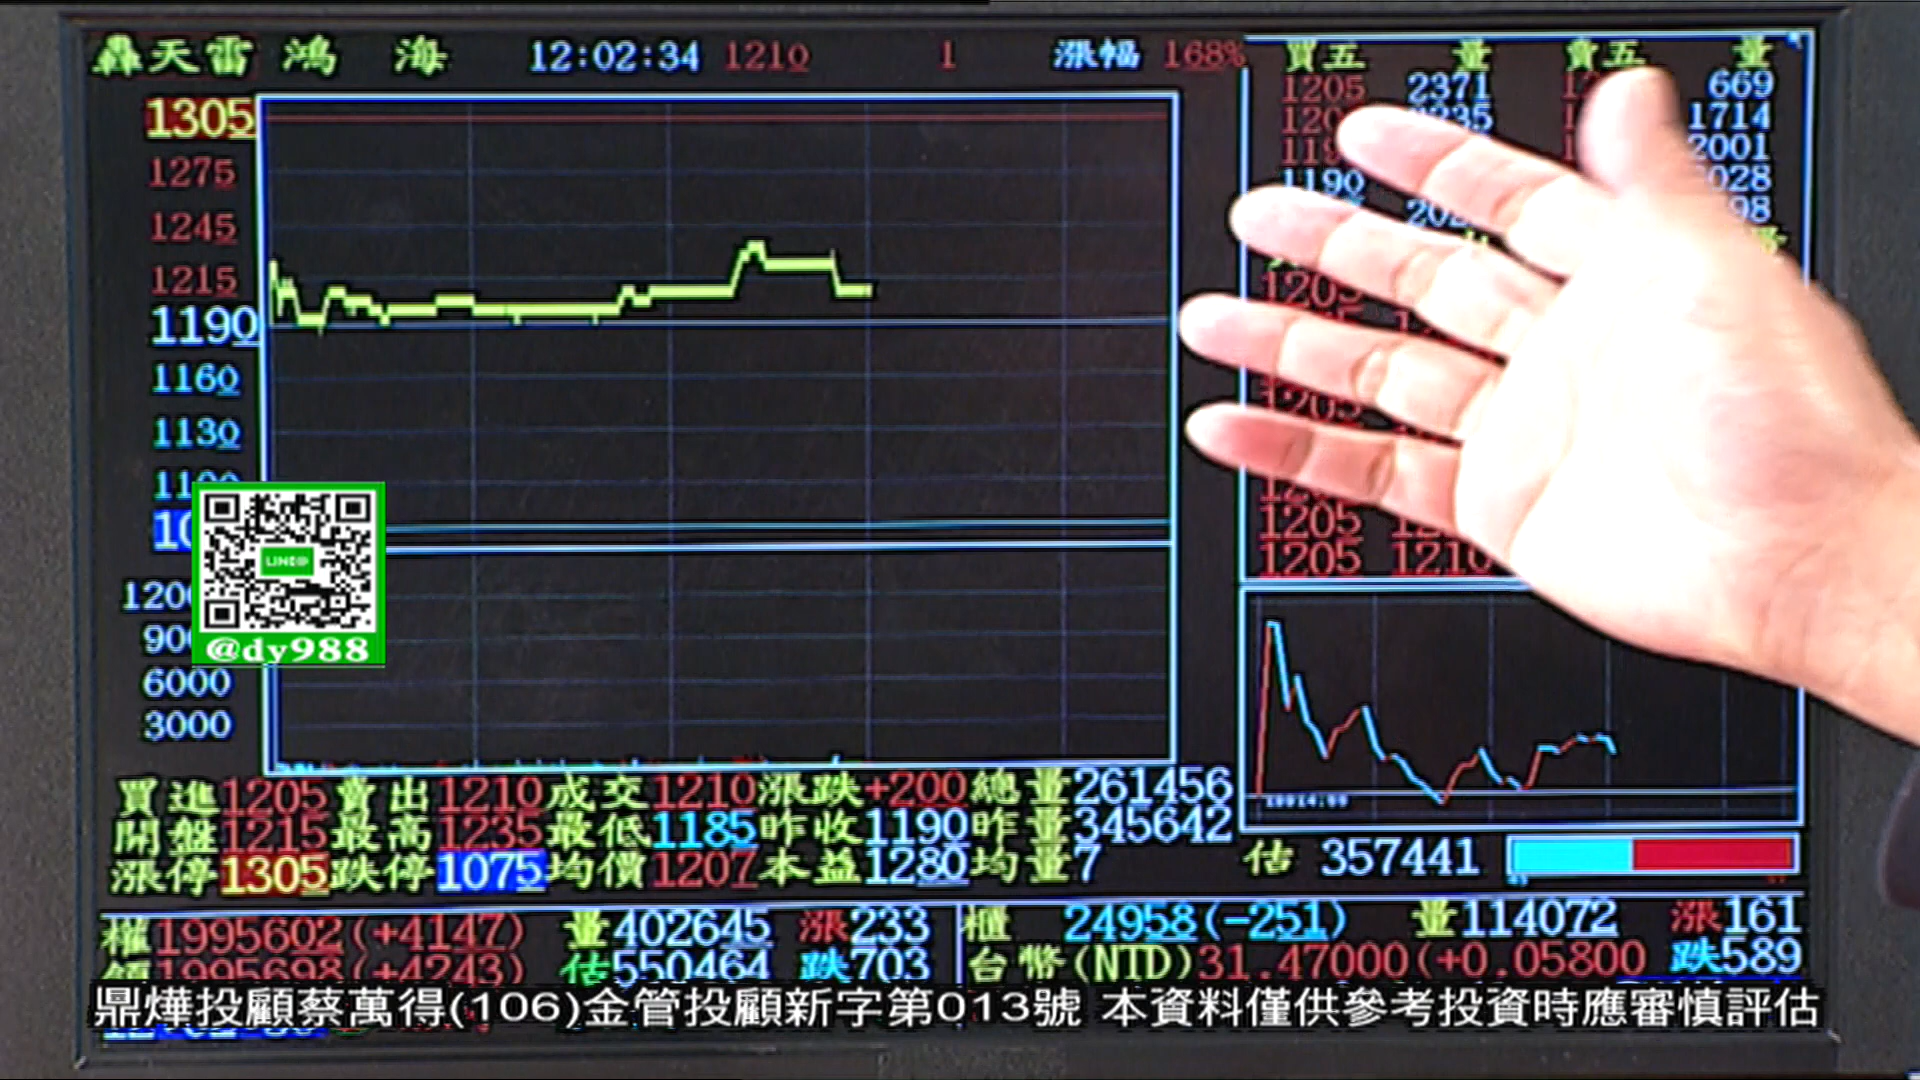 轟天雷 鴻 海 12:02:34 1210 1 漲幅 168%
買五 量 賣五 量
1305
1275
1245
1215
1190
1160
1130
6000
3000
1205 2371 669
1714
2001
1190
1205
1205 1210
@dy988
LINE@
買進1205賣出1210成交1210漲跌+200總量261456
開盤1215最高1235最低1185昨收1190昨量345642
漲停1305跌停1075均價1207本益1280均量7
估 357441
權1995602(+4147) 量402645 漲233
1995698(+4243) 估550464 跌703
櫃 24958(-251) 量114072 漲161
台幣(NTD)31.47000(+0.05800 跌589
鼎燁投顧蔡萬得(106)金管投顧新字第013號 本資料僅供參考投資時應審慎評估